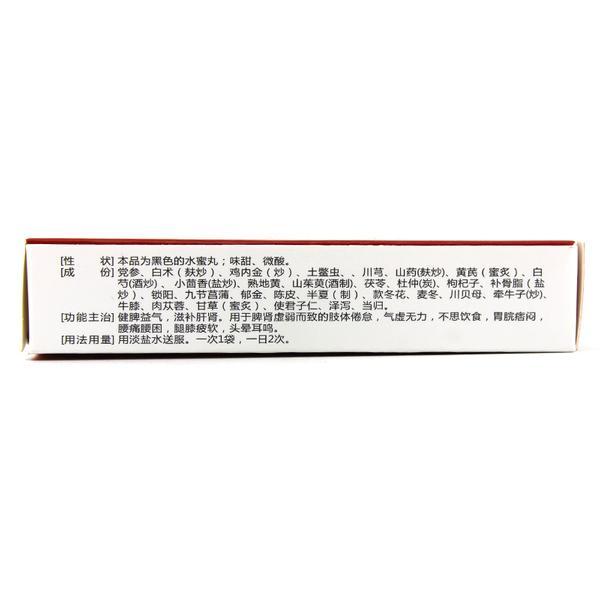 [性 状] 本品为黑色的水蜜丸；味甜、微酸。
[成 份] 党参、白术（麸炒）、鸡内金（炒）、土鳖虫、、川芎、山药(麸炒)、黄芪（蜜炙）、白
芍(酒炒)、小茴香(盐炒)、熟地黄、山茱萸(酒制)、茯苓、杜仲(炭)、枸杞子、补骨脂(盐
炒)、锁阳、九节菖蒲、郁金、陈皮、半夏（制）、款冬花、麦冬、川贝母、牵牛子(炒)、
牛膝、肉苁蓉、甘草（蜜炙）、使君子仁、泽泻、当归。
[功能主治] 健脾益气，滋补肝肾。用于脾肾虚弱而致的肢体倦怠，气虚无力，不思饮食，胃脘痞闷，
腰痛腰困，腿膝疲软，头晕耳鸣。
[用法用量] 用淡盐水送服。一次1袋，一日2次。